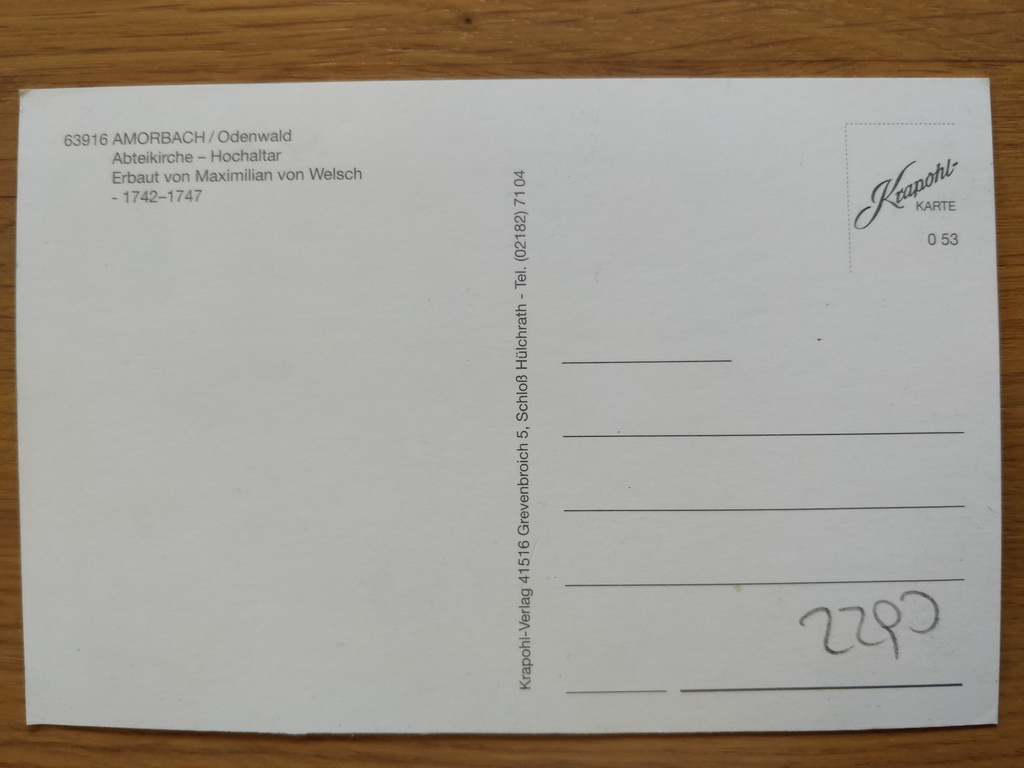 63916 AMORBACH / Odenwald
Abteikirche – Hochaltar
Erbaut von Maximilian von Welsch
- 1742–1747
Krapohl-Verlag 41516 Grevenbroich 5, Schloß Hülchrath - Tel. (02182) 71 04
Krapohl-
KARTE
0 53